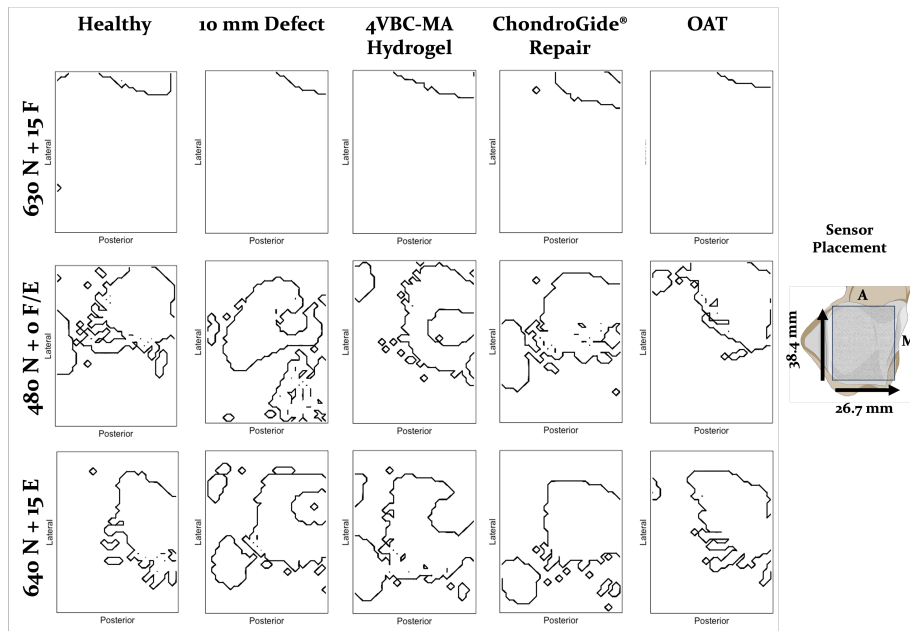 Healthy
10 mm Defect
4VBC-MA
Hydrogel
ChondroGide®
Repair
OAT
630 N + 15 F
Lateral
Posterior
Lateral
Posterior
Lateral
Posterior
Lateral
Posterior
Posterior
480 N + 0 F/E
Lateral
Posterior
Lateral
Posterior
Lateral
Posterior
Lateral
Posterior
Lateral
Posterior
640 N + 15 E
Lateral
Posterior
Lateral
Posterior
Lateral
Posterior
Lateral
Posterior
Lateral
Posterior
Sensor
Placement
A
M
38.4 mm
26.7 mm